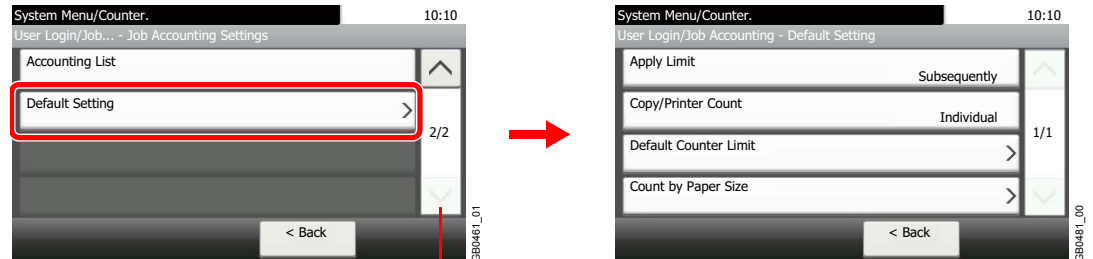 System Menu/Counter.
10:10
User Login/Job... - Job Accounting Settings
Accounting List
Default Setting
2/2
< Back
GB0461_01
System Menu/Counter.
10:10
User Login/Job Accounting - Default Setting
Apply Limit
Subsequently
Copy/Printer Count
Individual
1/1
Default Counter Limit
Count by Paper Size
< Back
GB0481_00